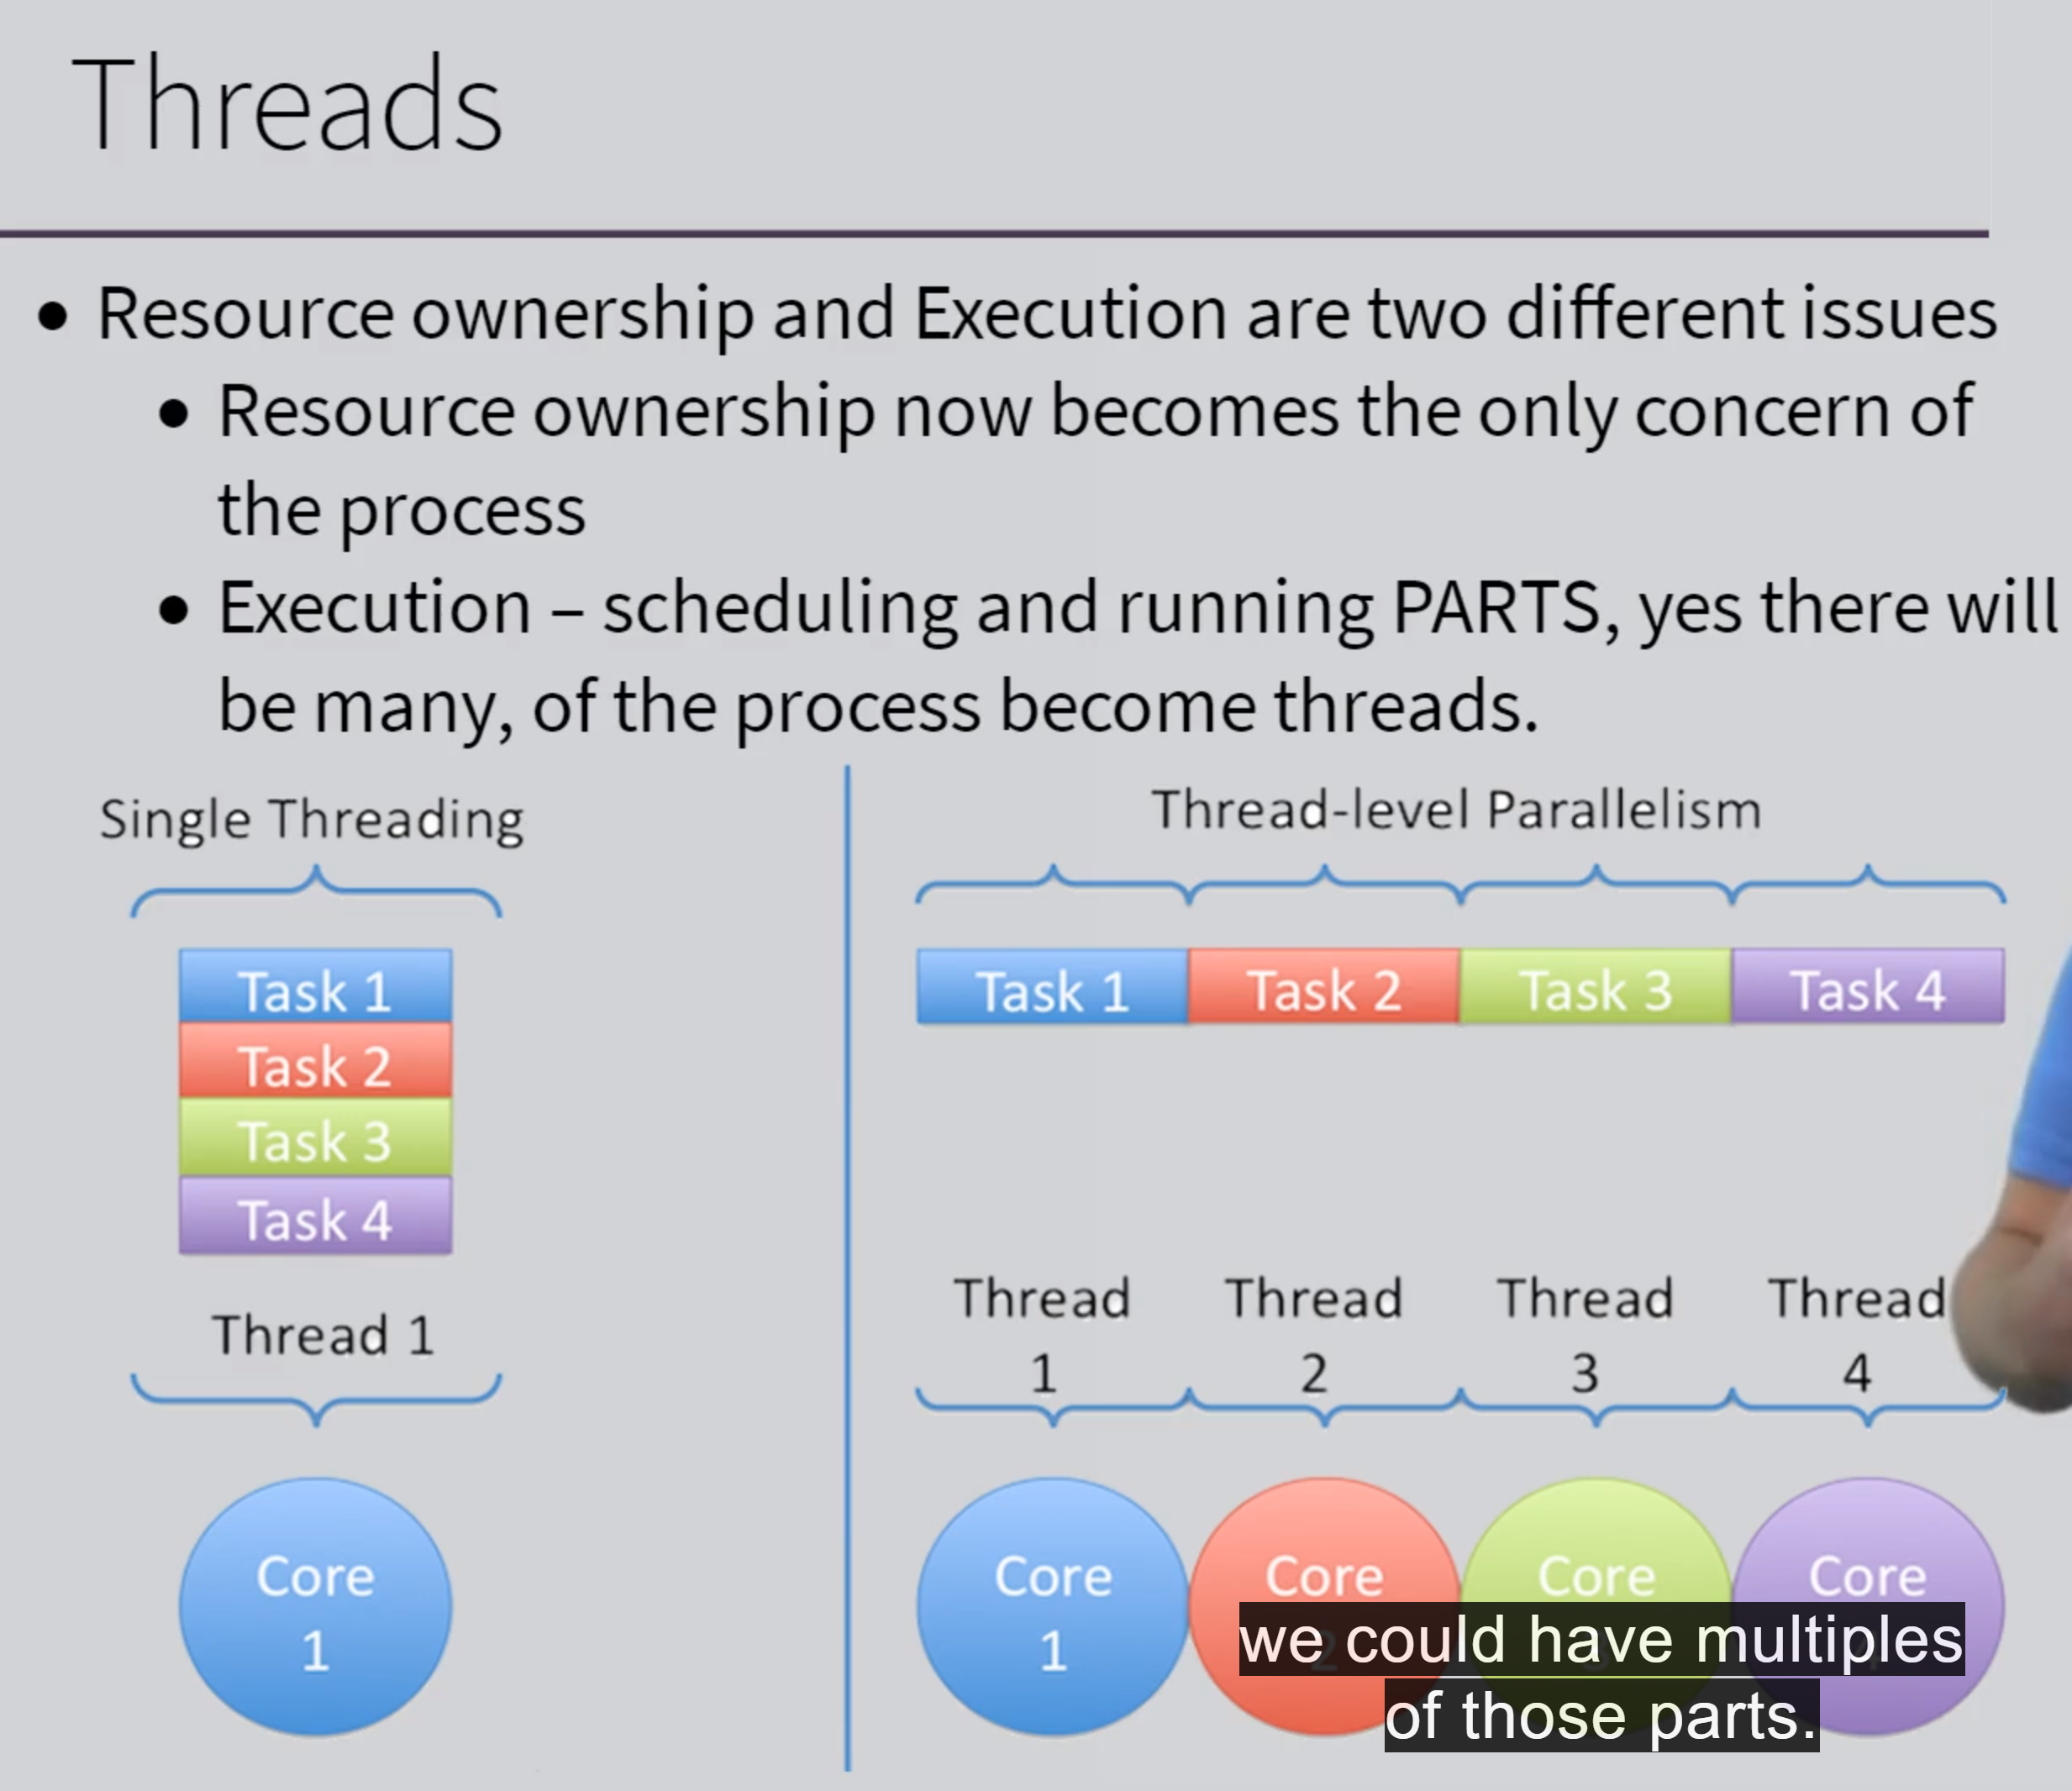 Threads
• Resource ownership and Execution are two different issues
• Resource ownership now becomes the only concern of
the process
• Execution – scheduling and running PARTS, yes there will
be many, of the process become threads.
Single Threading
Task 1
Task 2
Task 3
Task 4
Thread 1
Core
1
Thread-level Parallelism
Task 1 Task 2 Task 3 Task 4
Thread Thread Thread Thread
1 2 3 4
Core Core Core Core
1 2
we could have multiples
of those parts.